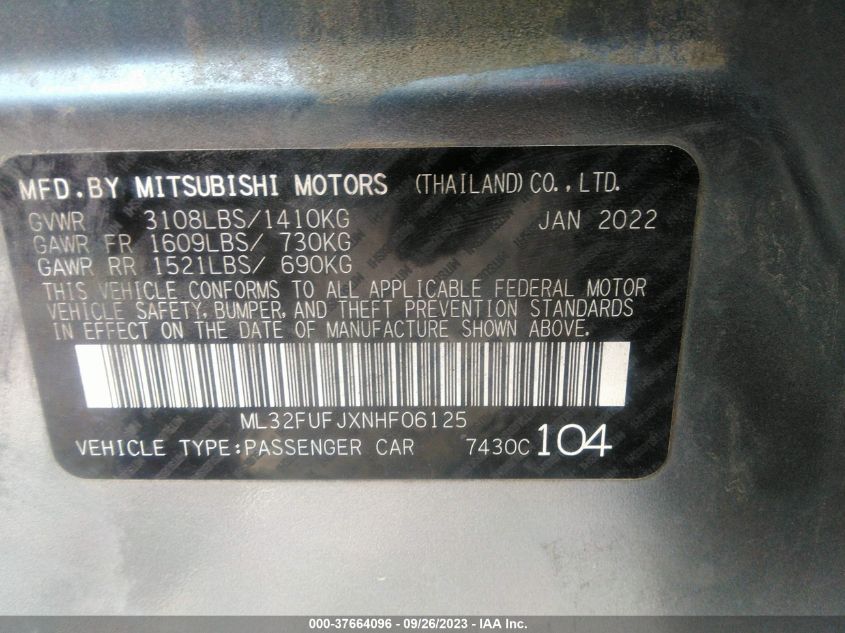 MFD.BY MITSUBISHI MOTORS (THAILAND)CO.,LTD.
GVWR 3108LBS/1410KG JAN 2022
GAWR FR 1609LBS/ 730KG
GAWR RR 1521LBS/ 690KG
THIS VEHICLE CONFORMS TO ALL APPLICABLE FEDERAL MOTOR
VEHICLE SAFETY, BUMPER, AND THEFT PREVENTION STANDARDS
IN EFFECT ON THE DATE OF MANUFACTURE SHOWN ABOVE.
ML32FUFJXNHF06125
VEHICLE TYPE:PASSENGER CAR 7430C 104
000-37664096 - 09/26/2023 - IAAI.com